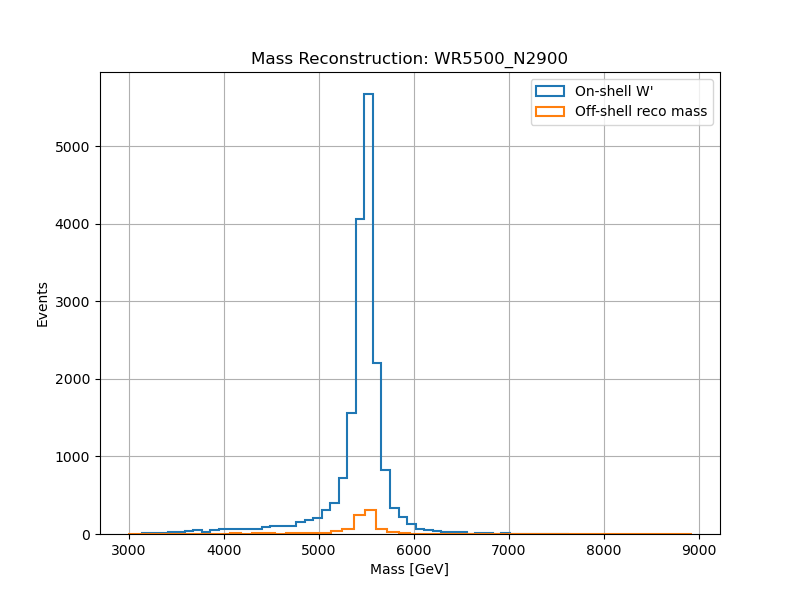 Mass Reconstruction: WR5500_N2900
On-shell W'
Off-shell reco mass
Events
5000
4000
3000
2000
1000
0
3000 4000 5000 6000 7000 8000 9000
Mass [GeV]